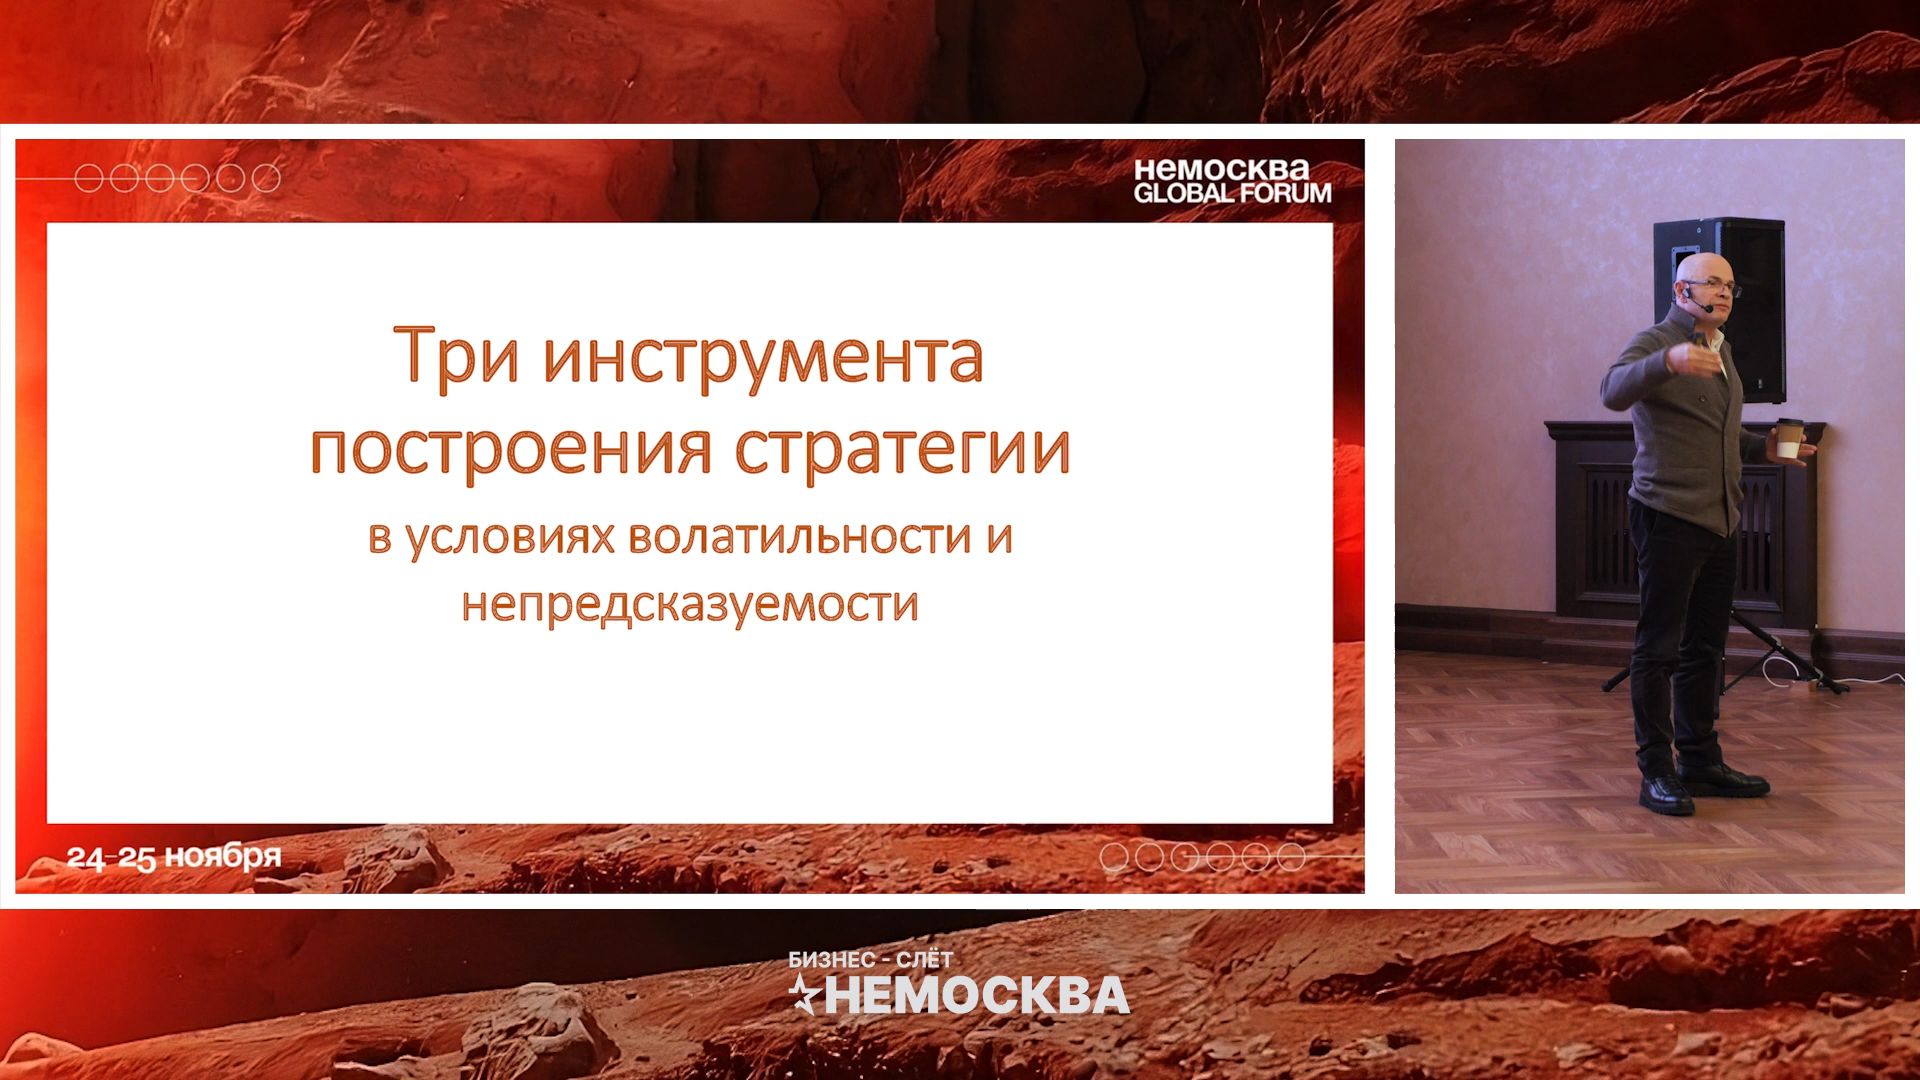 немосква
GLOBAL FORUM
Три инструмента
построения стратегии
в условиях волатильности и
непредсказуемости
24-25 ноября
БИЗНЕС - СЛЁТ
НЕМОСКВА